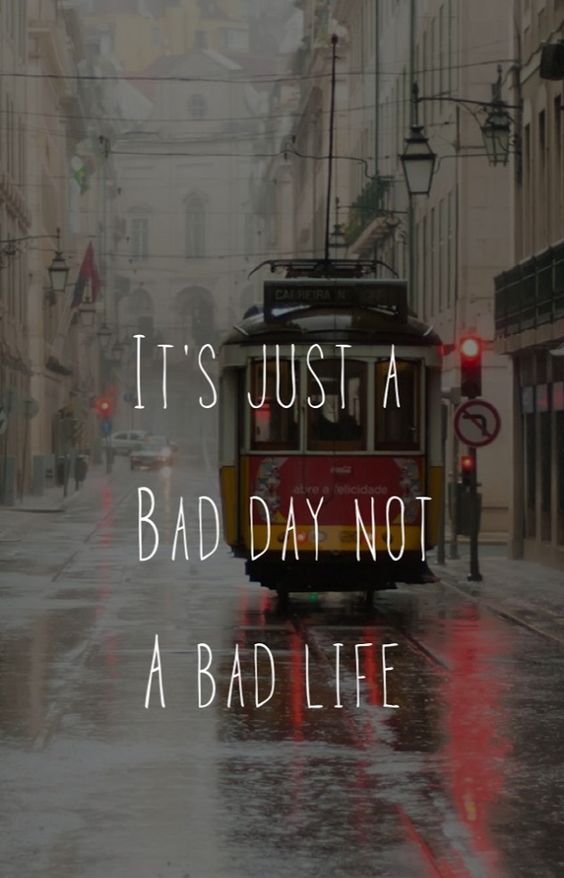 CARREIRA N
It's just a
Coca-Cola
abre a felicidade
Bad day not
A bad life